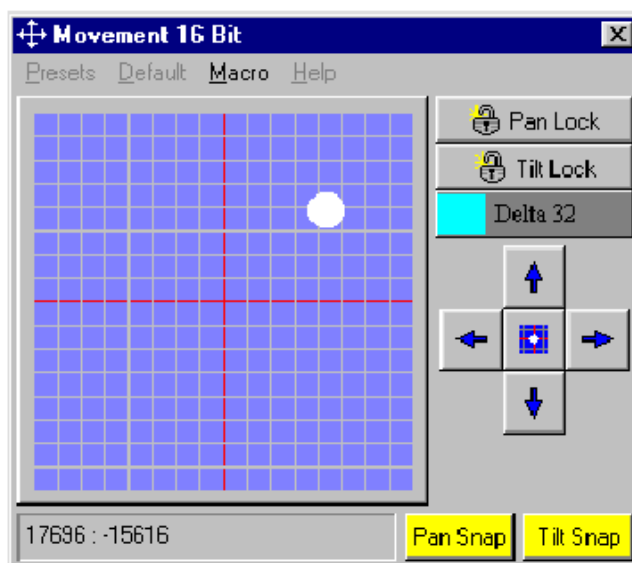 Movement 16 Bit
Presets Default Macro Help
Pan Lock
Tilt Lock
Delta 32
17696 : -15616
Pan Snap
Tilt Snap